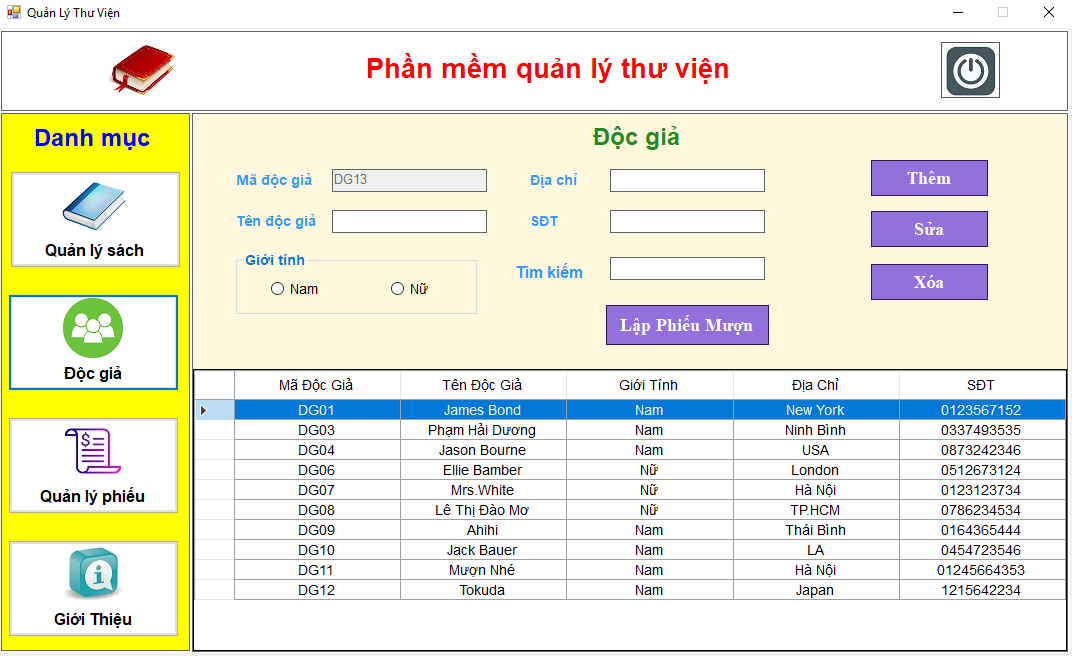 Quản Lý Thư Viện
Phần mềm quản lý thư viện
Danh mục
Quản lý sách
Độc giả
Quản lý phiếu
Giới Thiệu
Độc giả
Mã độc giả DG13 Địa chỉ Thêm
Tên độc giả SĐT Sửa
Giới tính Tìm kiếm Xóa
Nam Nữ
Lập Phiếu Mượn
Mã Độc Giả Tên Độc Giả Giới Tính Địa Chỉ SĐT
DG01 James Bond Nam New York 0123567152
DG03 Phạm Hải Dương Nam Ninh Bình 0337493535
DG04 Jason Bourne Nam USA 0873242346
DG06 Ellie Bamber Nữ London 0512673124
DG07 Mrs.White Nữ Hà Nội 0123123734
DG08 Lê Thị Đào Mơ Nữ TP.HCM 0786234534
DG09 Ahihi Nam Thái Bình 0164365444
DG10 Jack Bauer Nam LA 0454723546
DG11 Mượn Nhé Nam Hà Nội 01245664353
DG12 Tokuda Nam Japan 1215642234